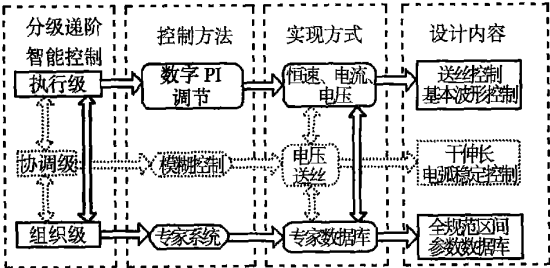 分级递阶
智能控制
控制方法
实现方式
设计内容
执行级
数字 PI
调节
恒速、电流、
电压
送丝控制
基本波形控制
协调级
模糊控制
电压
送丝
干伸长
电弧稳定控制
组织级
专家系统
专家数据库
全规范区间
参数数据库